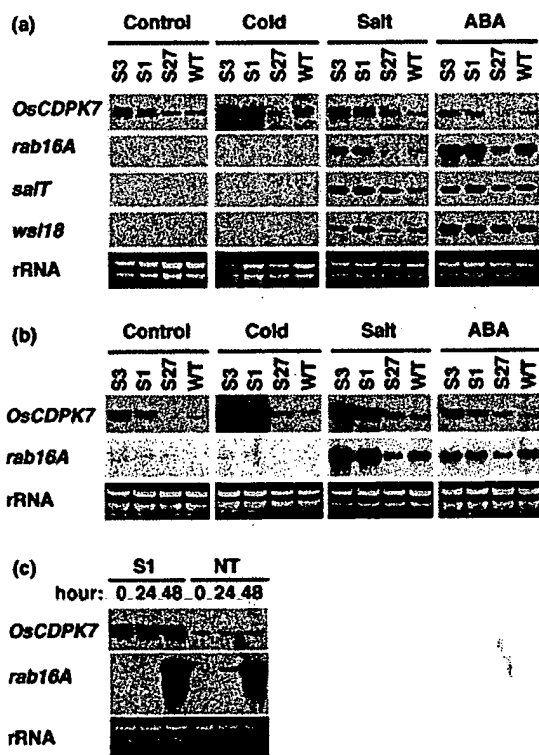 (a) Control Cold Salt ABA
S3 S1 S27 WT S3 S1 S27 WT S3 S1 S27 WT S3 S1 S27 WT
OsCDPK7
rab16A
salT
wsl18
rRNA
(b) Control Cold Salt ABA
S3 S1 S27 WT S3 S1 S27 WT S3 S1 S27 WT S3 S1 S27 WT
OsCDPK7
rab16A
rRNA
(c) S1 NT
hour: 0 24 48 0 24 48
OsCDPK7
rab16A
rRNA